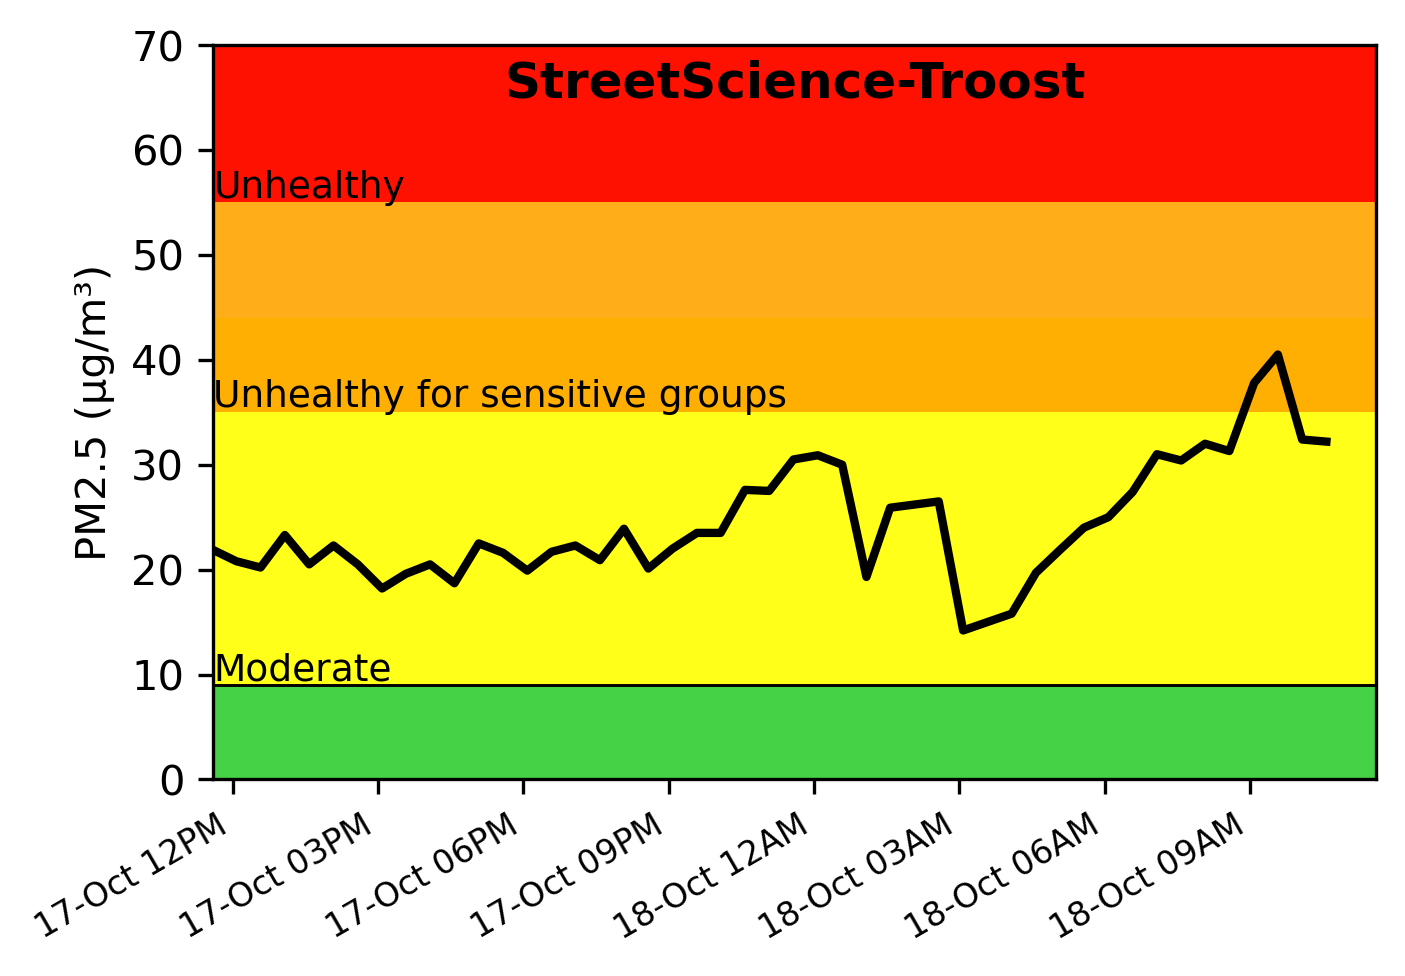 StreetScience-Troost
70
60
50
40
30
20
10
0
PM2.5 (µg/m³)
Unhealthy
Unhealthy for sensitive groups
Moderate
17-Oct 12PM
17-Oct 03PM
17-Oct 06PM
17-Oct 09PM
18-Oct 12AM
18-Oct 03AM
18-Oct 06AM
18-Oct 09AM